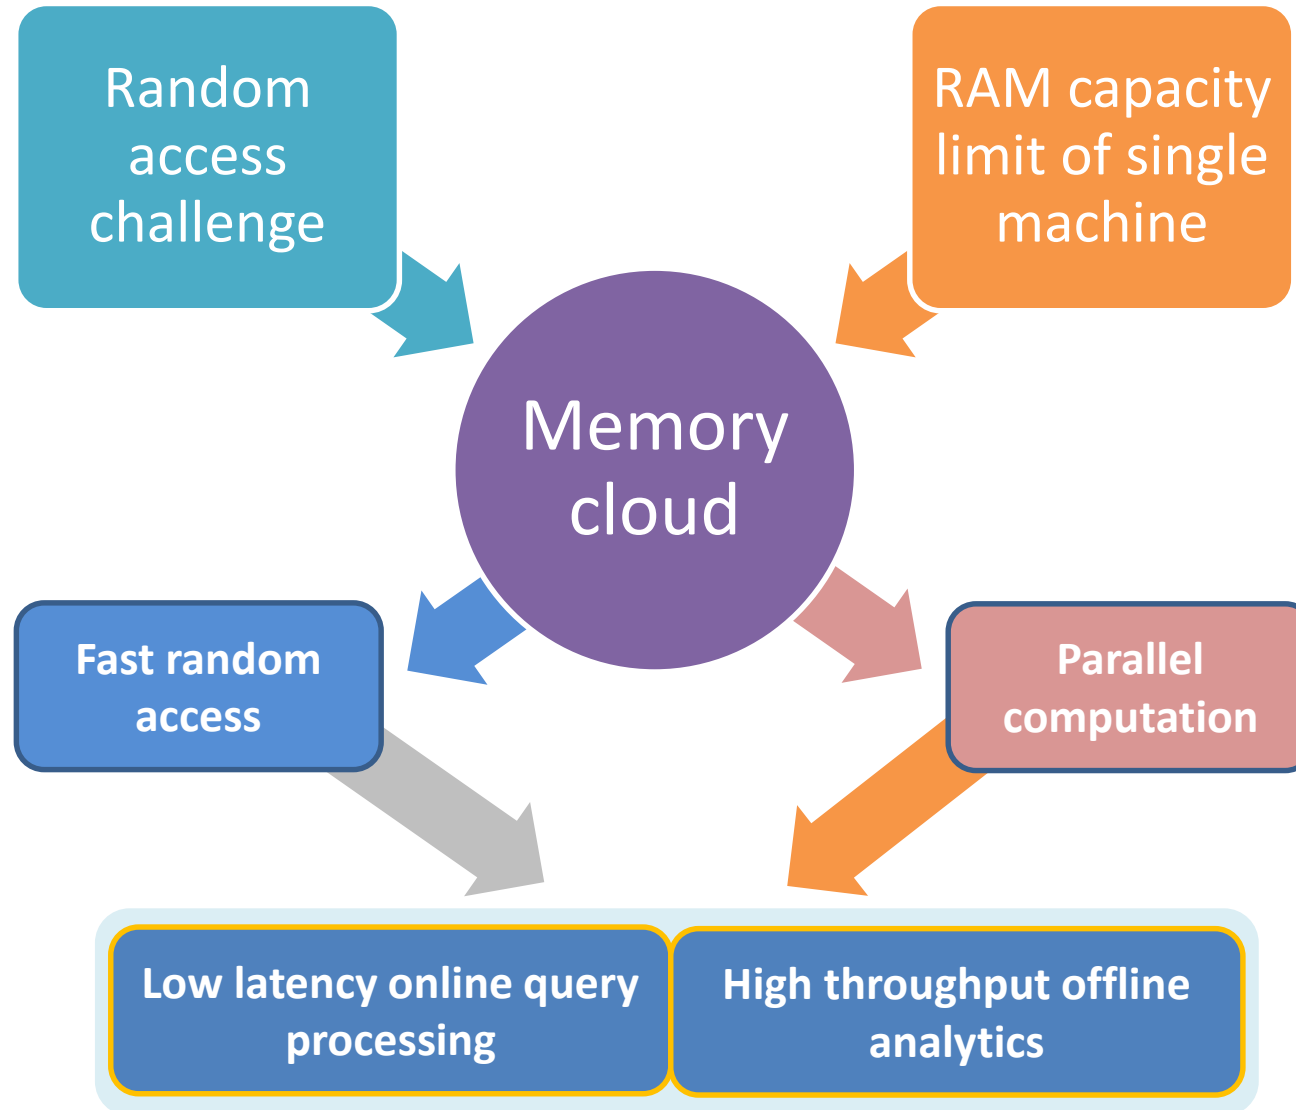 Random
access
challenge
RAM capacity
limit of single
machine
Memory
cloud
Fast random
access
Parallel
computation
Low latency online query
processing
High throughput offline
analytics